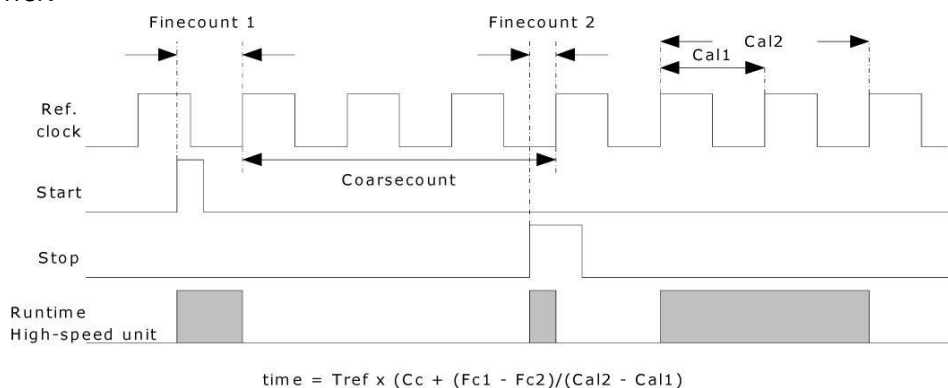 Finecount 1
Finecount 2
Cal2
Cal1
Ref.
clock
Coarsecount
Start
Stop
Runtime
High-speed unit
time = Tref x (Cc + (Fc1 - Fc2)/(Cal2 - Cal1)